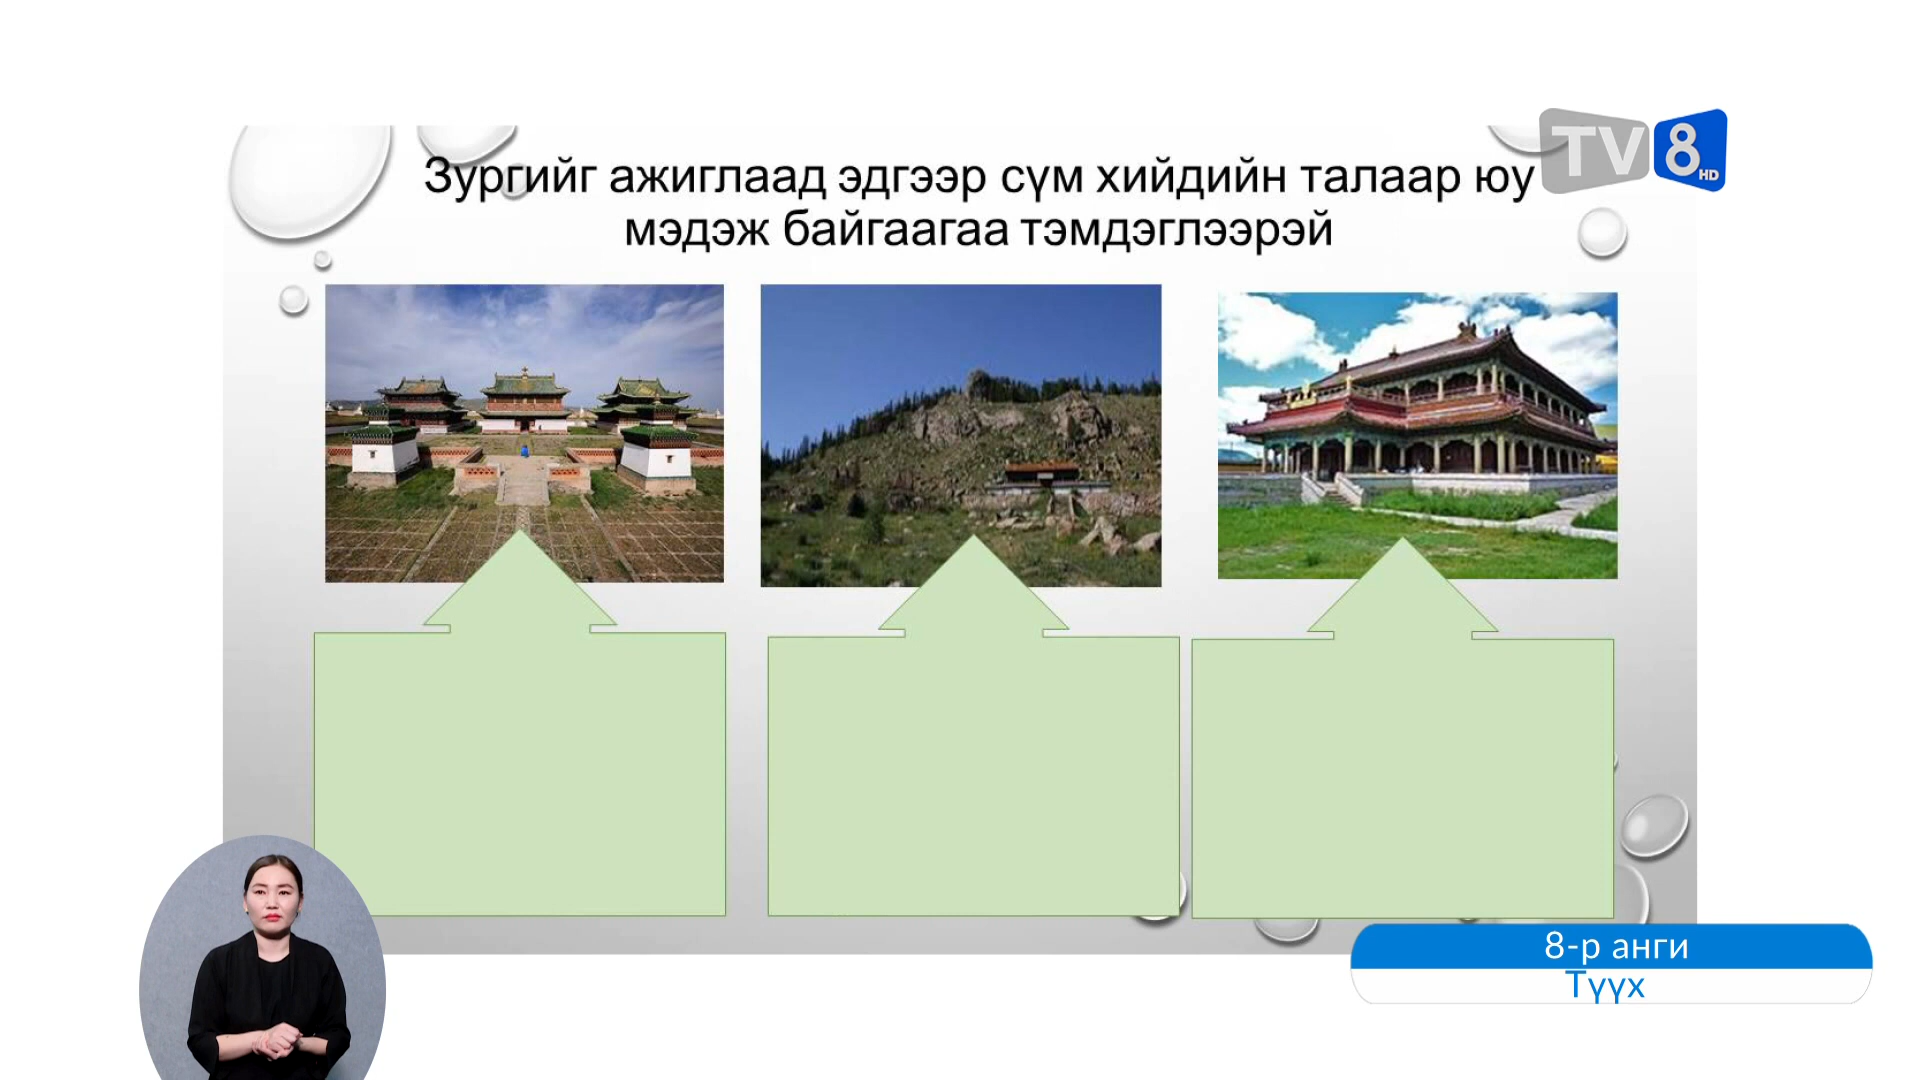 Зургийг ажиглаад эдгээр сүм хийдийн талаар юу
мэдэж байгаагаа тэмдэглээрэй
TV8 HD
8-р анги
Түүх